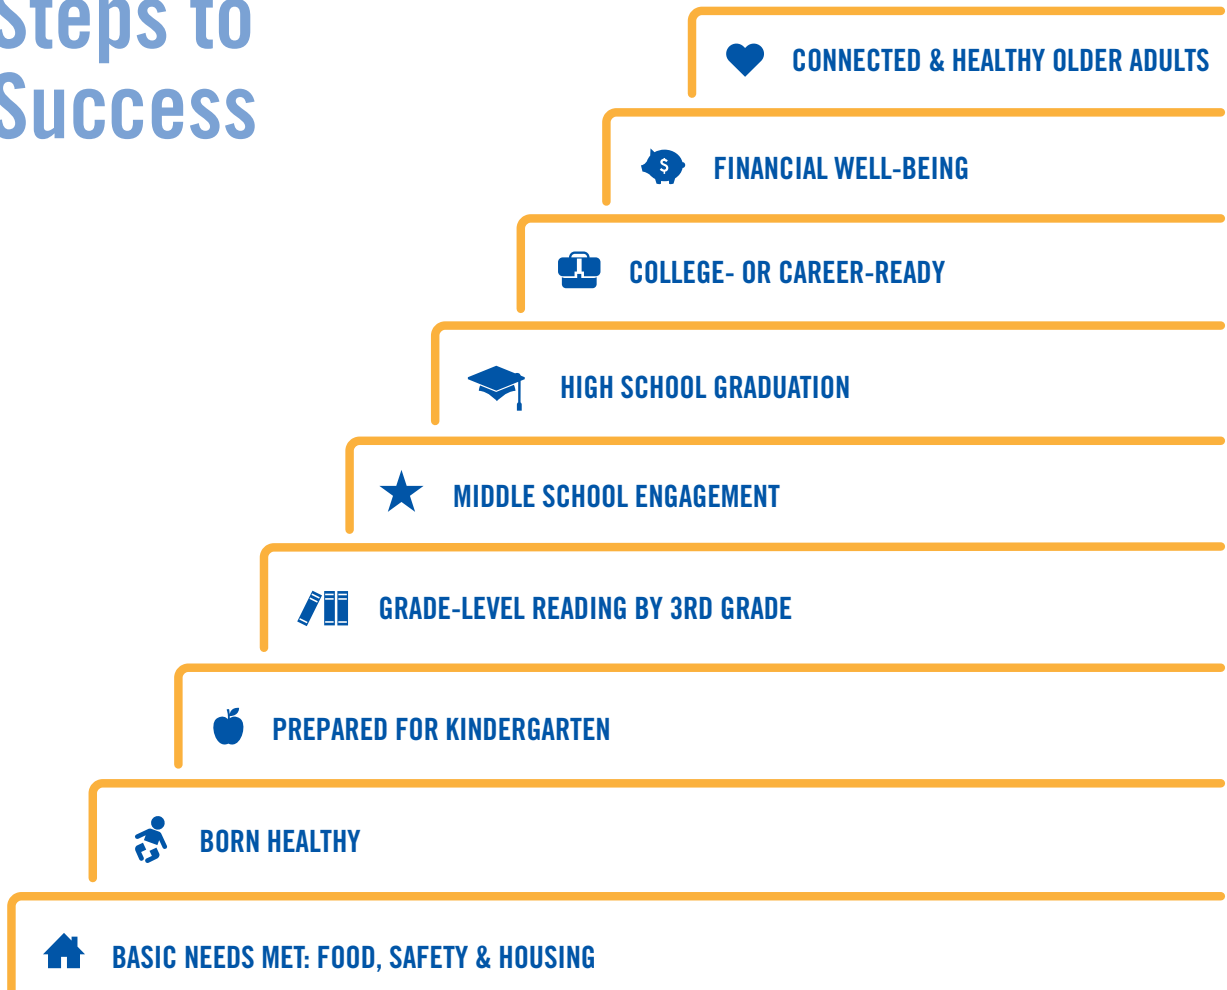 Steps to
Success
CONNECTED & HEALTHY OLDER ADULTS
$
FINANCIAL WELL-BEING
COLLEGE- OR CAREER-READY
HIGH SCHOOL GRADUATION
MIDDLE SCHOOL ENGAGEMENT
GRADE-LEVEL READING BY 3RD GRADE
PREPARED FOR KINDERGARTEN
BORN HEALTHY
BASIC NEEDS MET: FOOD, SAFETY & HOUSING